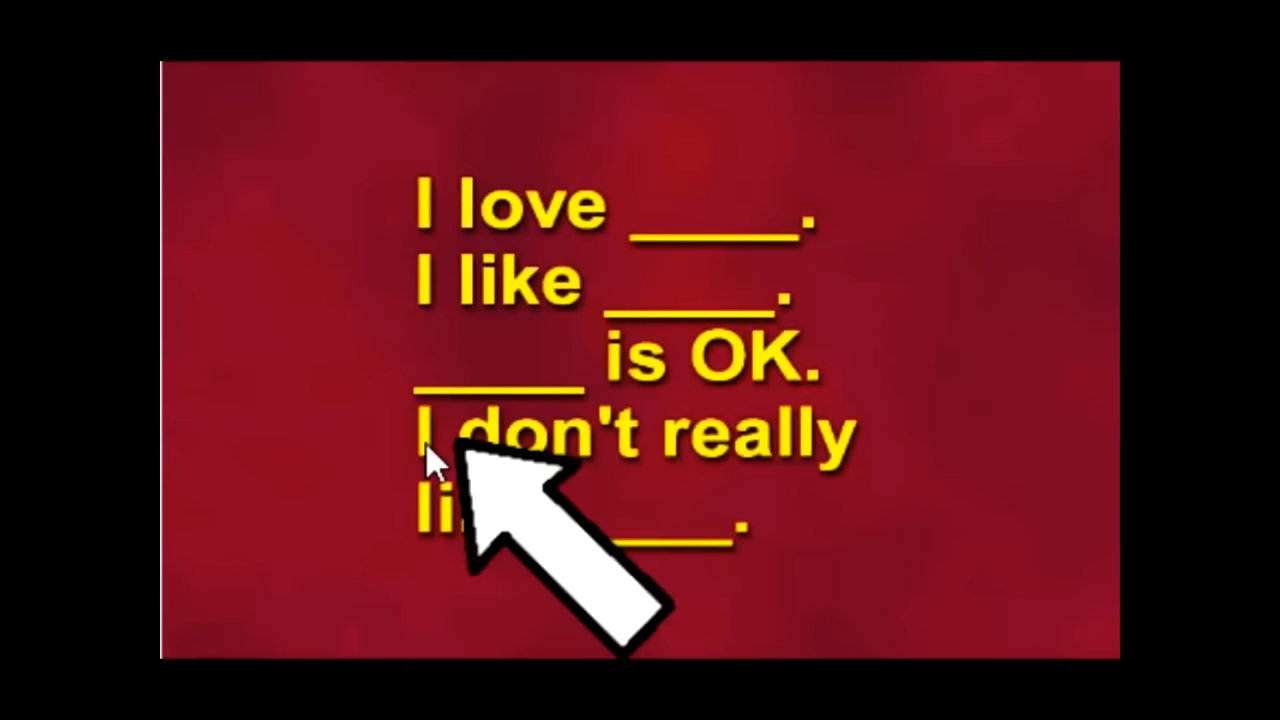 I love _____.
I like _____.
_____ is OK.
I don't really
_____.